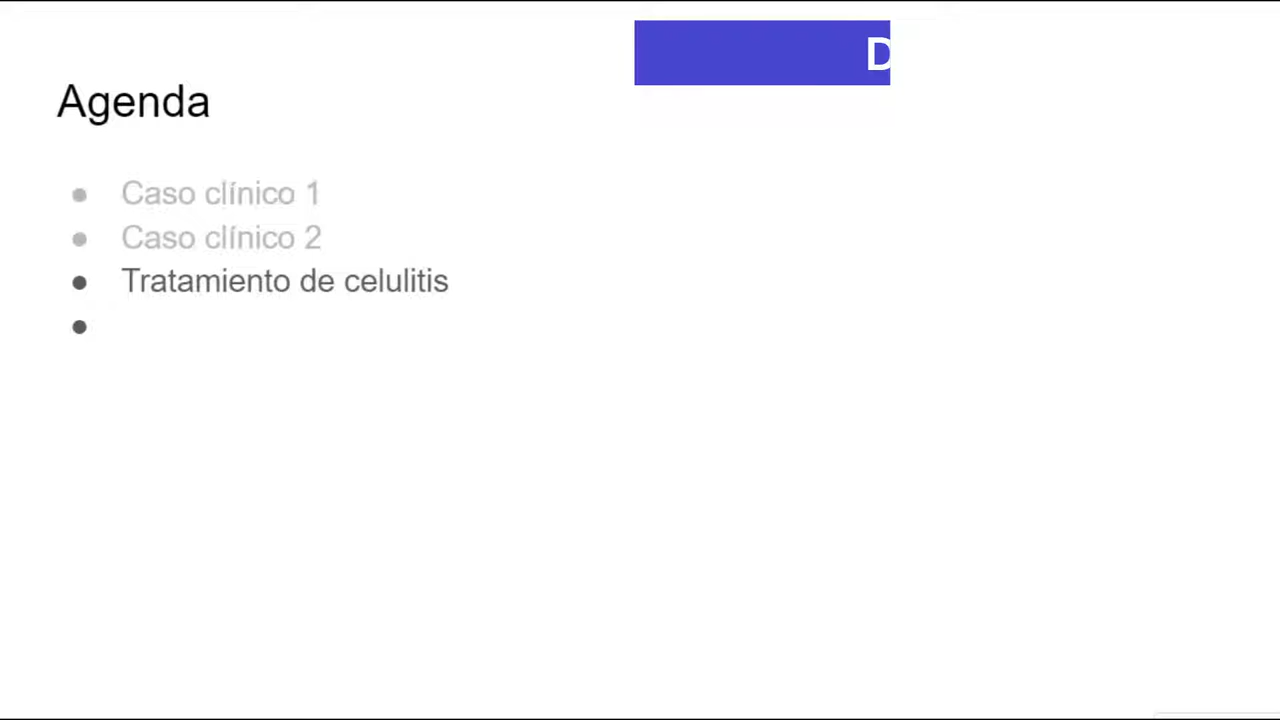 D
Agenda
● Caso clínico 1
● Caso clínico 2
● Tratamiento de celulitis
●